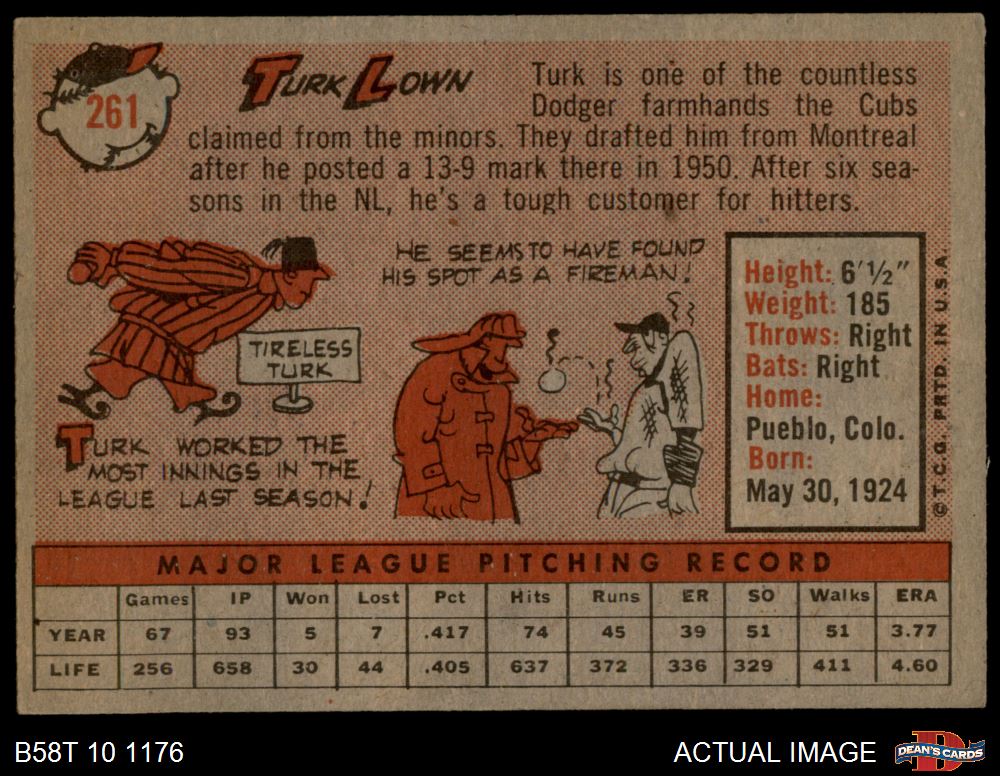 261
TURK LOWN
Turk is one of the countless
Dodger farmhands the Cubs
claimed from the minors. They drafted him from Montreal
after he posted a 13-9 mark there in 1950. After six sea-
sons in the NL, he's a tough customer for hitters.
TIRELESS
TURK
TURK WORKED THE
MOST INNINGS IN THE
LEAGUE LAST SEASON!
HE SEEMS TO HAVE FOUND
HIS SPOT AS A FIREMAN!
Height: 6'½"
Weight: 185
Throws: Right
Bats: Right
Home:
Pueblo, Colo.
Born:
May 30, 1924
© T.C.G. PRTD. IN U.S.A.
MAJOR LEAGUE PITCHING RECORD
Games IP Won Lost Pct Hits Runs ER SO Walks ERA
YEAR 67 93 5 7 .417 74 45 39 51 51 3.77
LIFE 256 658 30 44 .405 637 372 336 329 411 4.60
B58T 10 1176
ACTUAL IMAGE
DEAN'S CARDS